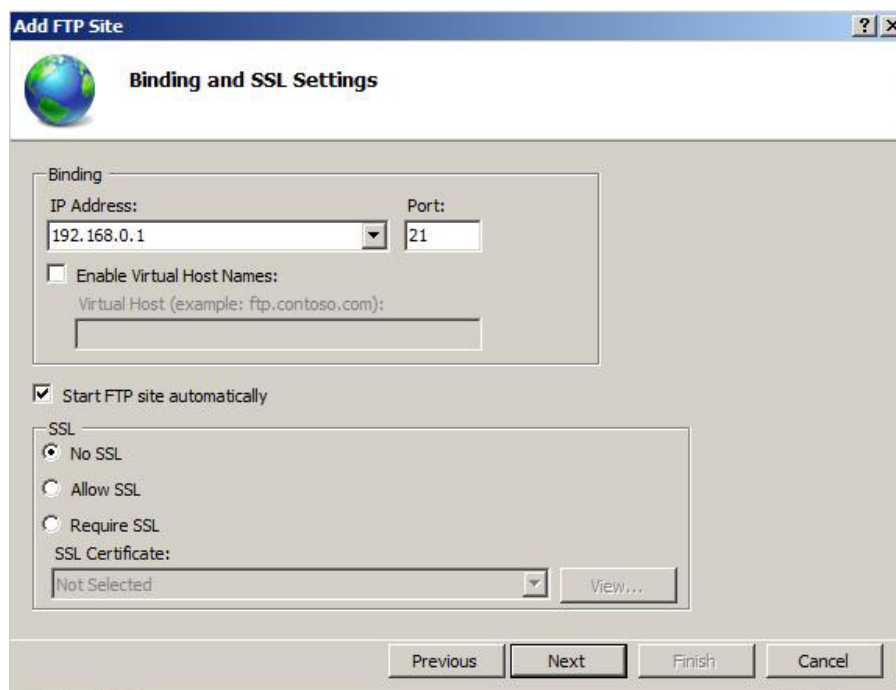 Add FTP Site
Binding and SSL Settings
Binding
IP Address: Port:
192.168.0.1 21
Enable Virtual Host Names:
Virtual Host (example: ftp.contoso.com):
Start FTP site automatically
SSL
No SSL
Allow SSL
Require SSL
SSL Certificate:
Not Selected View...
Previous Next Finish Cancel